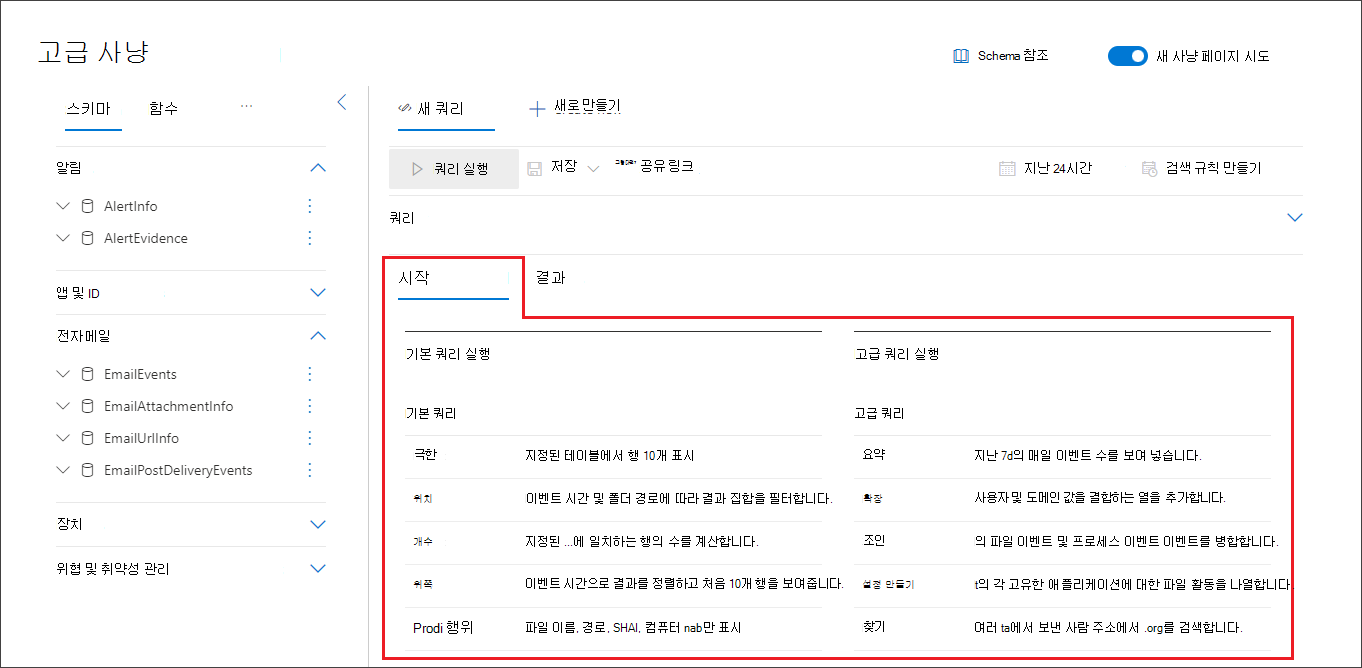 고급 사냥
Schema 참조
새 사냥 페이지 시도
스키마
함수
...
새 쿼리
새로만들기
쿼리 실행
저장
공유 링크
지난 24시간
검색 규칙 만들기
쿼리
알림
AlertInfo
AlertEvidence
앱 및 ID
전자메일
EmailEvents
EmailAttachmentInfo
EmailUrlInfo
EmailPostDeliveryEvents
장치
위협 및 취약성 관리
시작
결과
기본 쿼리 실행
기본 쿼리
극한
지정된 테이블에서 행 10개 표시
위치
이벤트 시간 및 폴더 경로에 따라 결과 집합을 필터합니다.
개수
지정된 ...에 일치하는 행의 수를 계산합니다.
위쪽
이벤트 시간으로 결과를 정렬하고 처음 10개 행을 보여줍니다.
Prodi 행위
파일 이름, 경로, SHAI, 컴퓨터 nab만 표시
고급 쿼리 실행
고급 쿼리
요약
지난 7d의 매일 이벤트 수를 보여 넣습니다.
확장
사용자 및 도메인 값을 결합하는 열을 추가합니다.
조인
의 파일 이벤트 및 프로세스 이벤트 이벤트를 병합합니다.
설정 만들기
t의 각 고유한 애플리케이션에 대한 파일 활동을 나열합니다.
찾기
여러 ta에서 보낸 사람 주소에서 .org를 검색합니다.